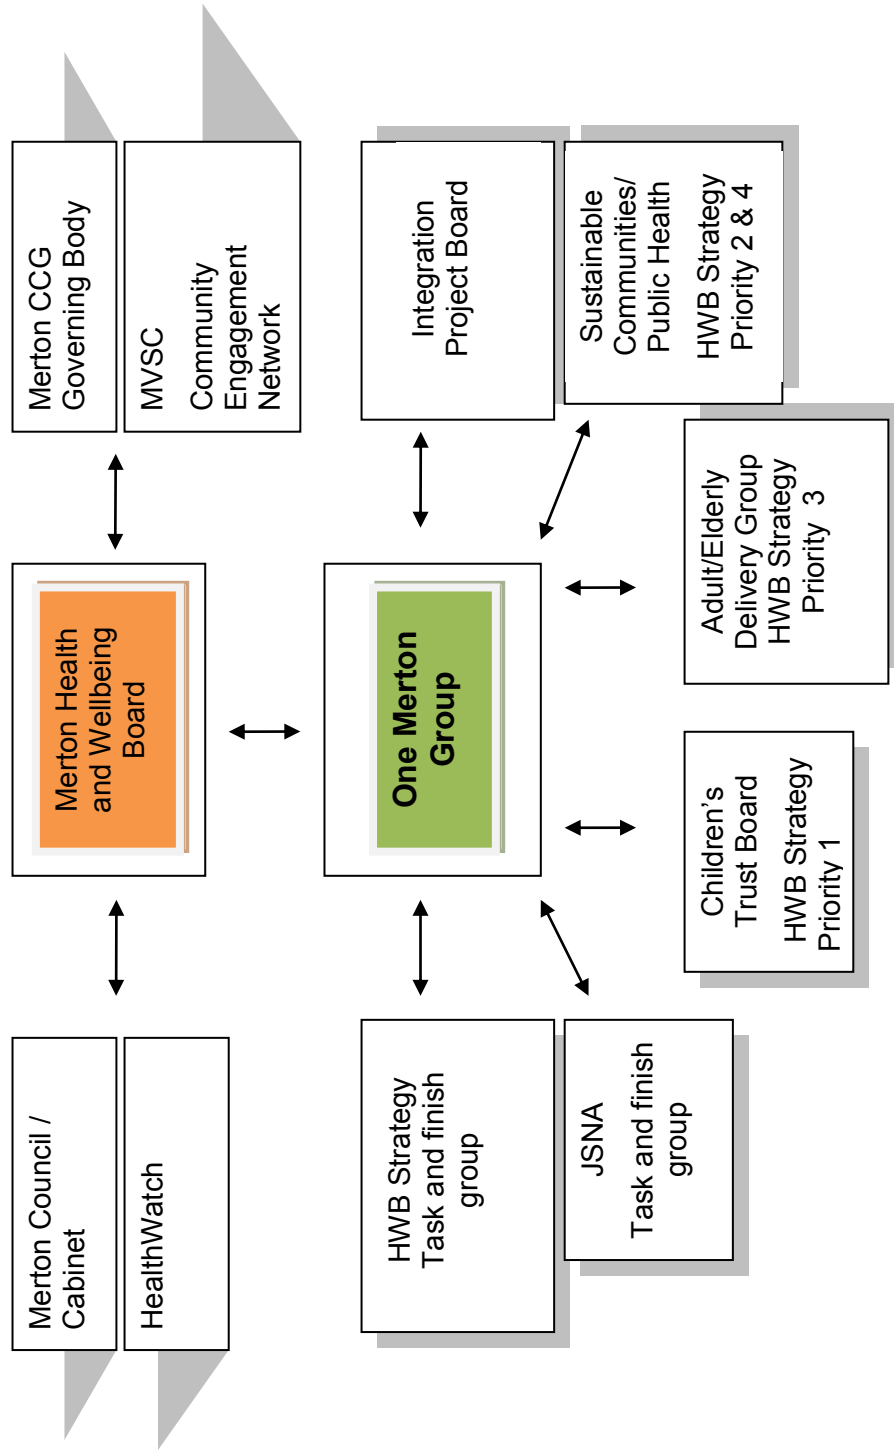 Merton Council /
Cabinet
HealthWatch
Merton Health
and Wellbeing
Board
Merton CCG
Governing Body
MVSC
Community
Engagement
Network
HWB Strategy
Task and finish
group
JSNA
Task and finish
group
One Merton
Group
Integration
Project Board
Sustainable
Communities/
Public Health
HWB Strategy
Priority 2 & 4
Children’s
Trust Board
HWB Strategy
Priority 1
Adult/Elderly
Delivery Group
HWB Strategy
Priority 3